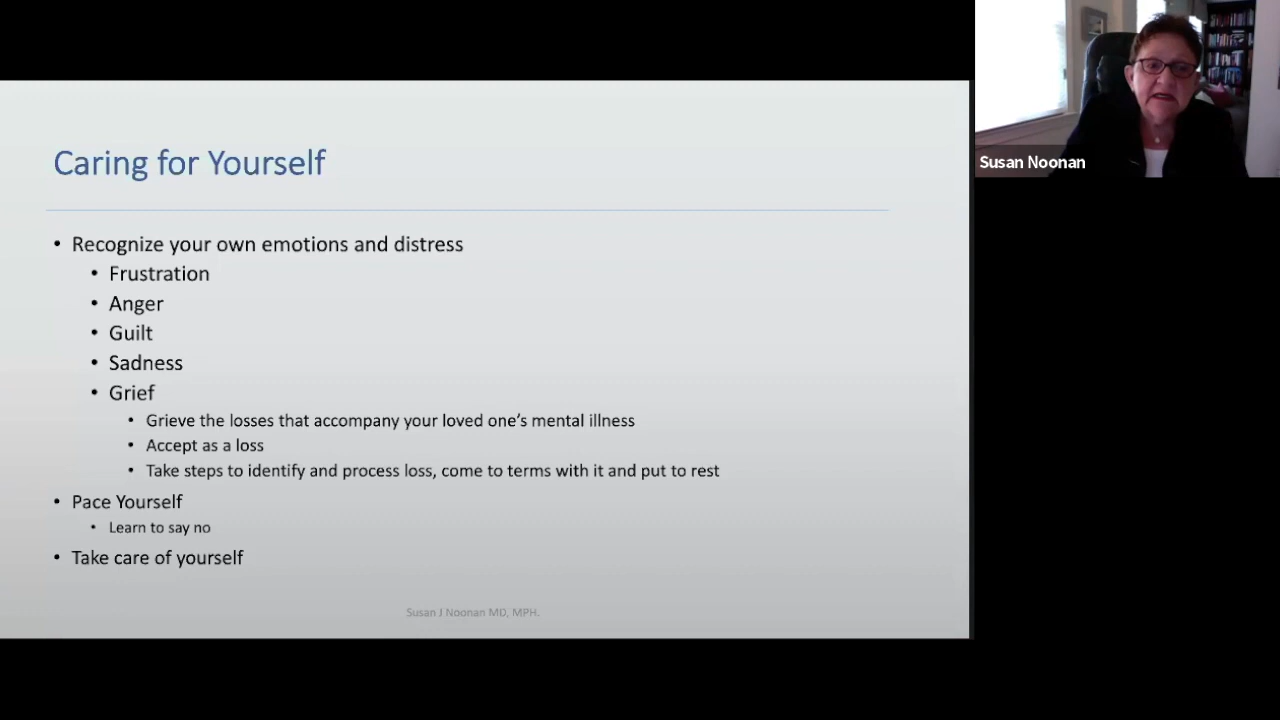 Caring for Yourself
• Recognize your own emotions and distress
• Frustration
• Anger
• Guilt
• Sadness
• Grief
• Grieve the losses that accompany your loved one’s mental illness
• Accept as a loss
• Take steps to identify and process loss, come to terms with it and put to rest
• Pace Yourself
• Learn to say no
• Take care of yourself
Susan J Noonan MD, MPH.
Susan Noonan